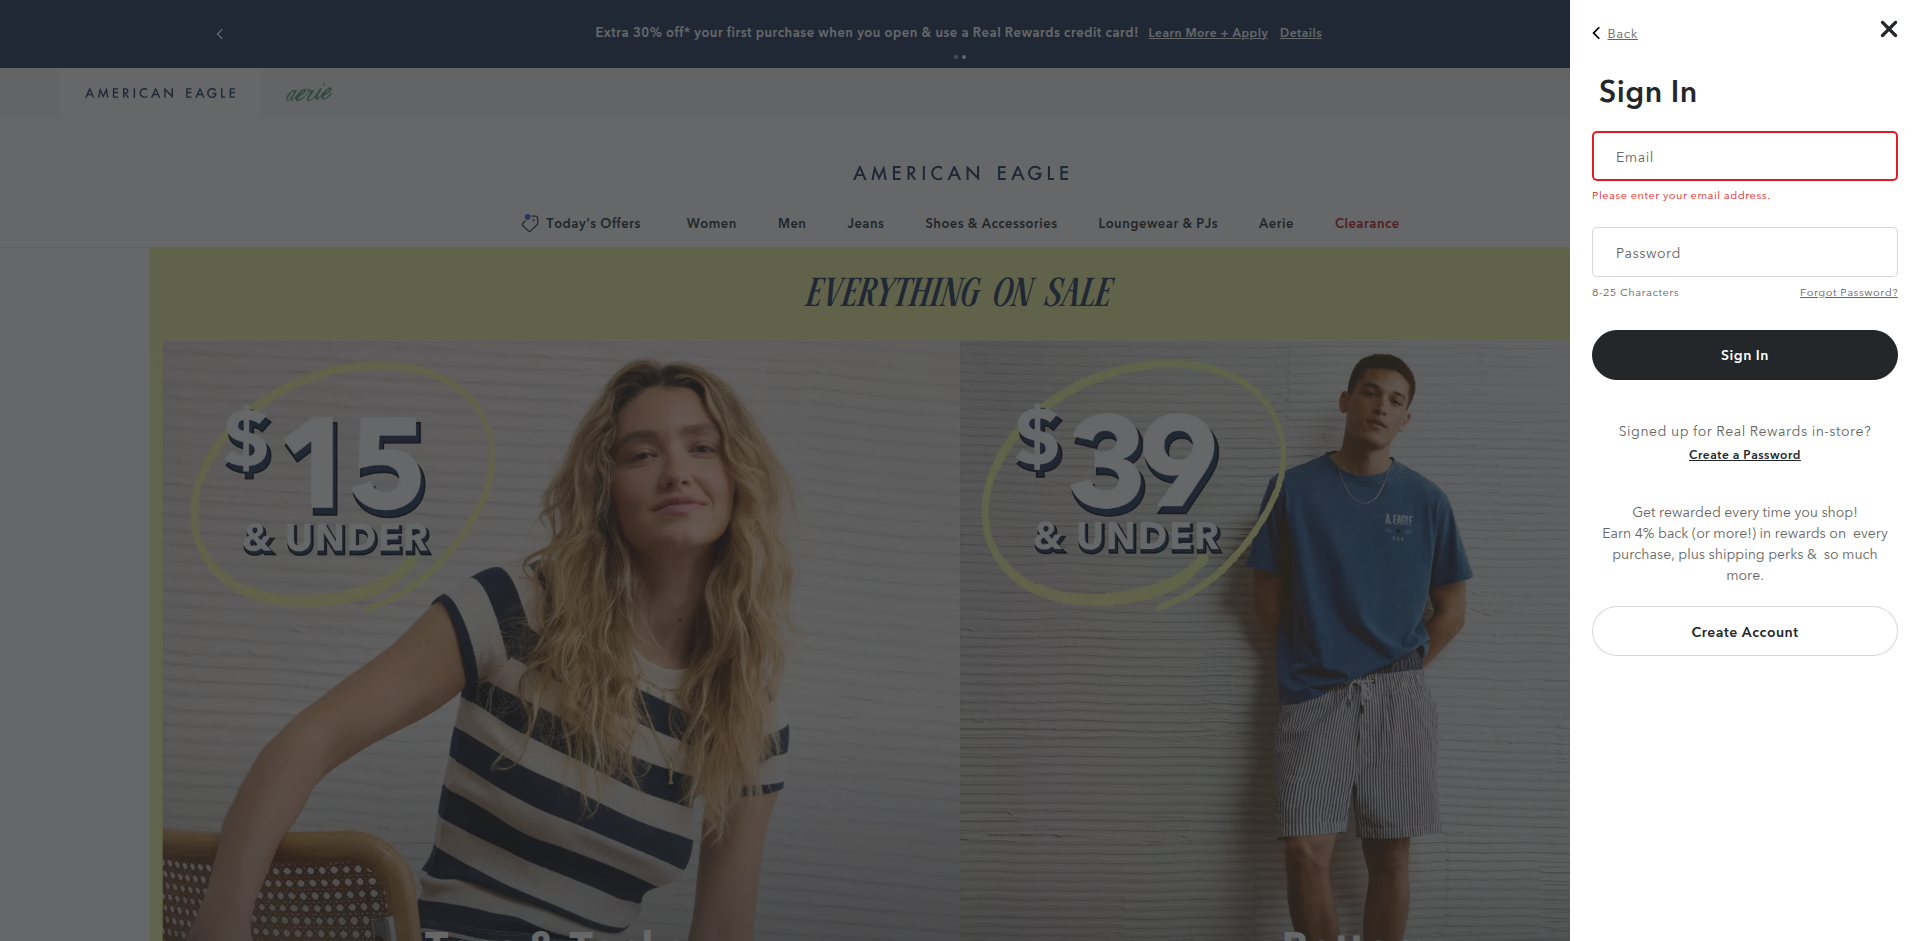 Extra 30% off* your first purchase when you open & use a Real Rewards credit card! Learn More + Apply Details
AMERICAN EAGLE
aerie
AMERICAN EAGLE
Today's Offers
Women
Men
Jeans
Shoes & Accessories
Loungewear & PJs
Aerie
Clearance
EVERYTHING ON SALE
$15
& UNDER
$39
& UNDER
A. EAGLE
Back
Sign In
Email
Please enter your email address.
Password
8-25 Characters
Forgot Password?
Sign In
Signed up for Real Rewards in-store?
Create a Password
Get rewarded every time you shop!
Earn 4% back (or more!) in rewards on every
purchase, plus shipping perks & so much
more.
Create Account